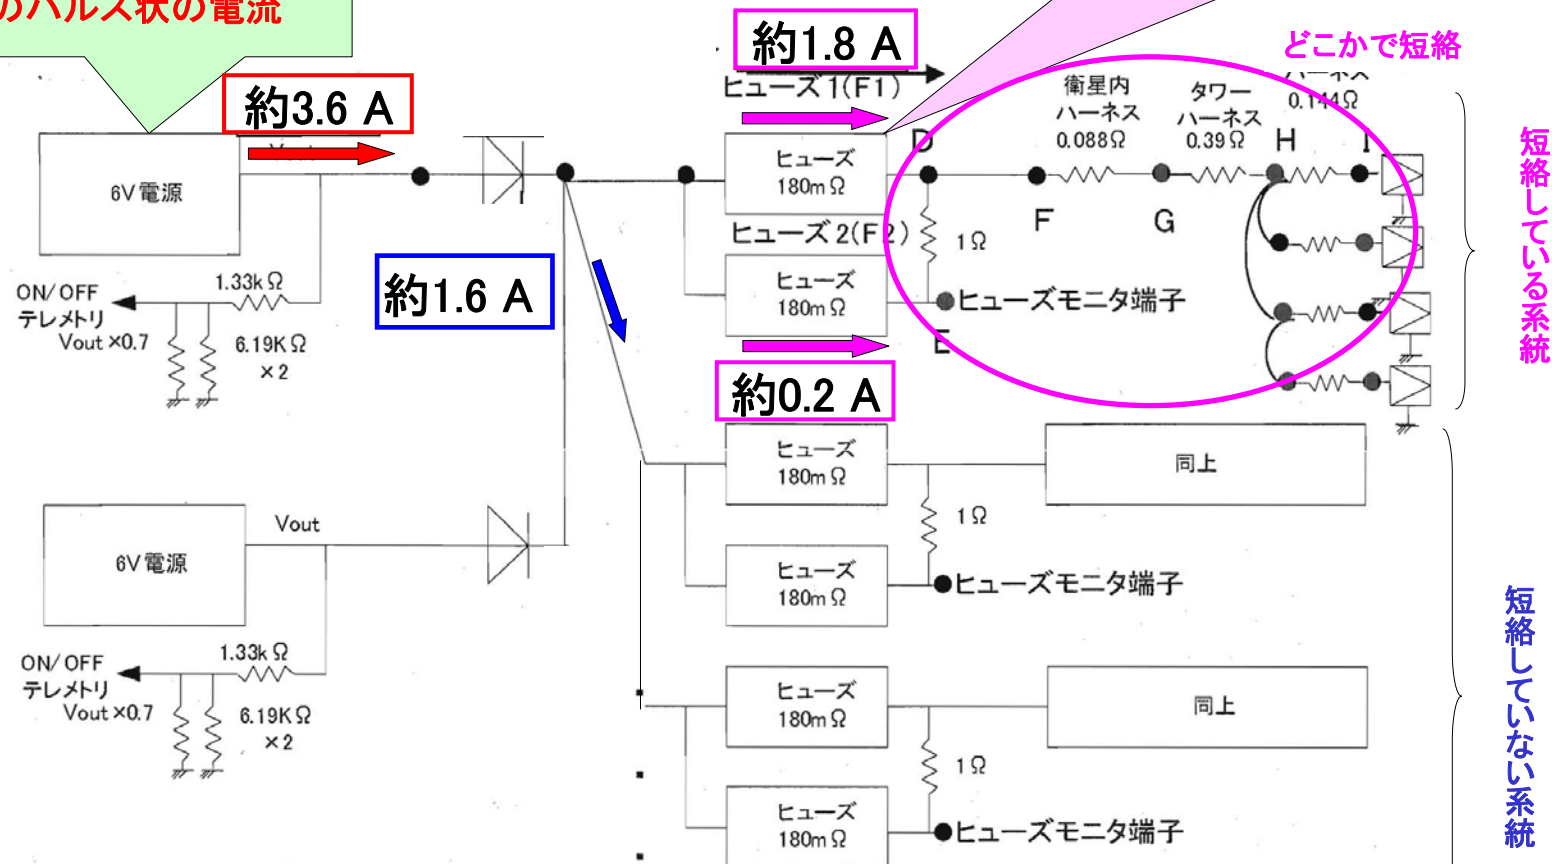 のパルス状の電流
約3.6 A
6V電源
ON/OFF
テレメトリ
Vout ×0.7
1.33kΩ
6.19KΩ
×2
約1.6 A
約1.8 A
ヒューズ 1(F1)
ヒューズ
180mΩ
ヒューズ 2(F2)
ヒューズ
180mΩ
約0.2 A
D
1Ω
ヒューズモニタ端子
E
F
衛星内
ハーネス
0.088Ω
G
タワー
ハーネス
0.39Ω
H
ハーネス
0.144Ω
I
どこかで短絡
短絡している系統
ヒューズ
180mΩ
1Ω
同上
ヒューズ
180mΩ
ヒューズモニタ端子
6V電源
Vout
ON/OFF
テレメトリ
Vout ×0.7
1.33kΩ
6.19KΩ
×2
ヒューズ
180mΩ
1Ω
同上
ヒューズ
180mΩ
ヒューズモニタ端子
短絡していない系統